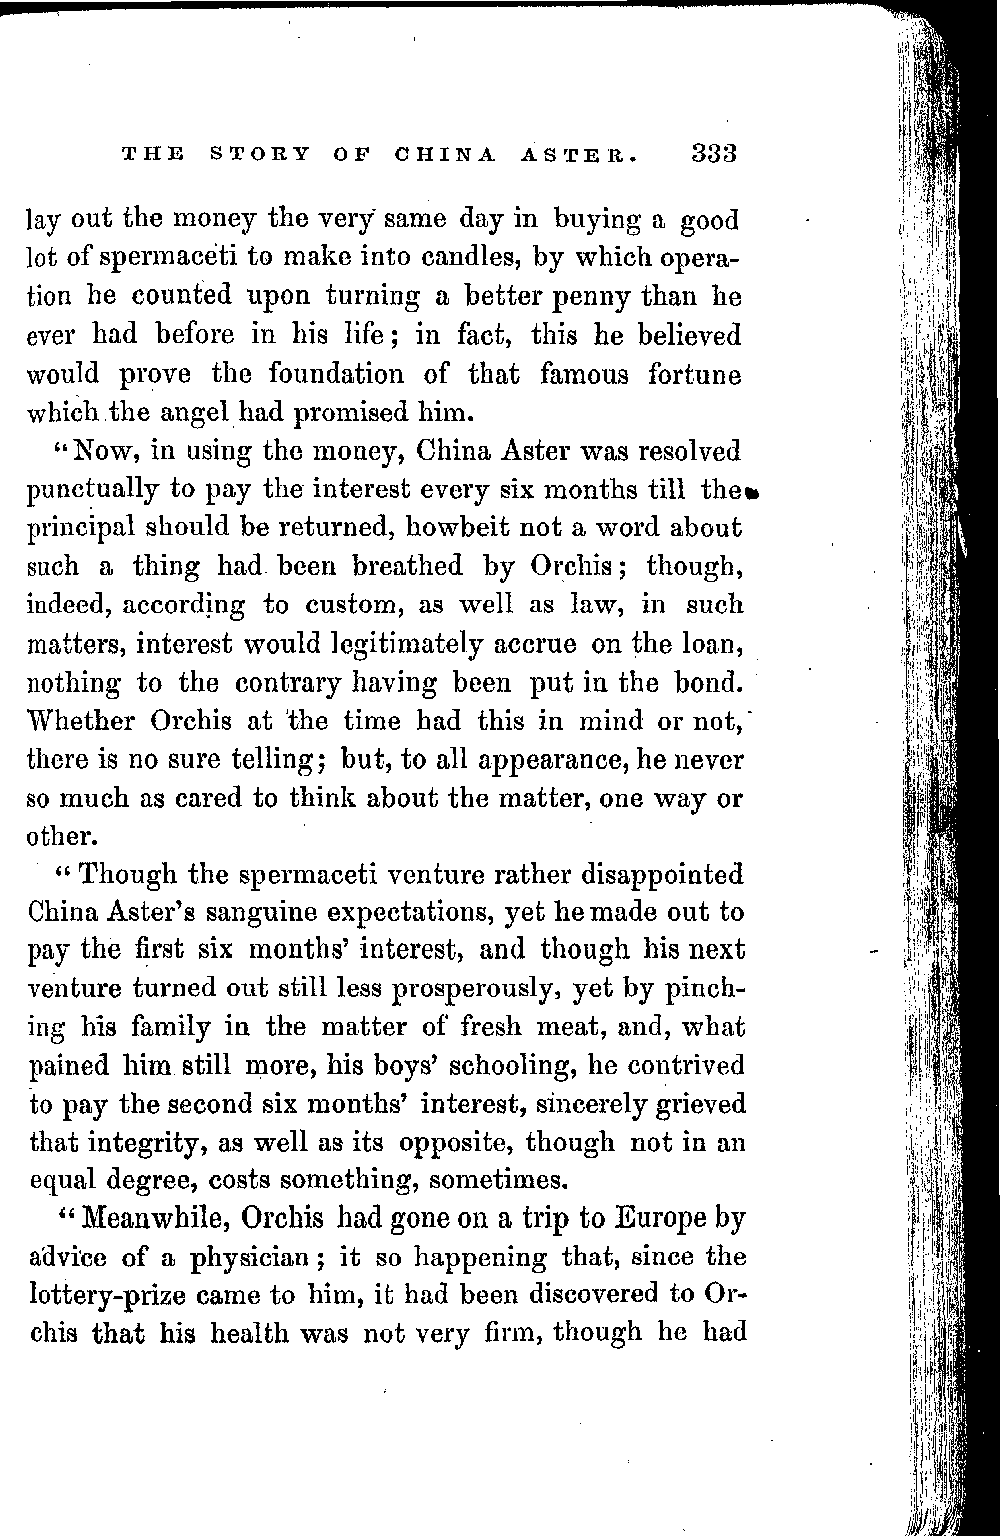 THE STORY OF CHINA ASTER. 333
lay out the money the very same day in buying a good
lot of spermaceti to make into candles, by which opera-
tion he counted upon turning a better penny than he
ever had before in his life; in fact, this he believed
would prove the foundation of that famous fortune
which the angel had promised him.
"Now, in using the money, China Aster was resolved
punctually to pay the interest every six months till the
principal should be returned, howbeit not a word about
such a thing had been breathed by Orchis; though,
indeed, according to custom, as well as law, in such
matters, interest would legitimately accrue on the loan,
nothing to the contrary having been put in the bond.
Whether Orchis at the time had this in mind or not,
there is no sure telling; but, to all appearance, he never
so much as cared to think about the matter, one way or
other.
"Though the spermaceti venture rather disappointed
China Aster's sanguine expectations, yet he made out to
pay the first six months' interest, and though his next
venture turned out still less prosperously, yet by pinch-
ing his family in the matter of fresh meat, and, what
pained him still more, his boys' schooling, he contrived
to pay the second six months' interest, sincerely grieved
that integrity, as well as its opposite, though not in an
equal degree, costs something, sometimes.
"Meanwhile, Orchis had gone on a trip to Europe by
advice of a physician; it so happening that, since the
lottery-prize came to him, it had been discovered to Or-
chis that his health was not very firm, though he had